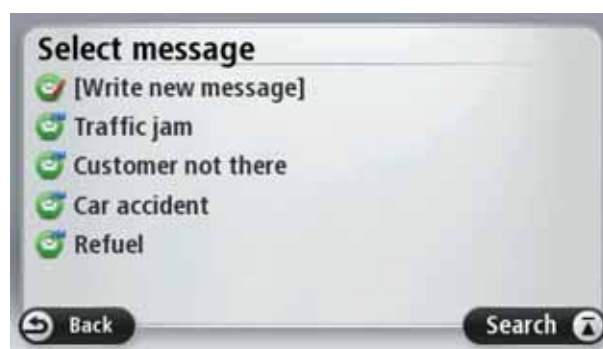 Select message
[Write new message]
Traffic jam
Customer not there
Car accident
Refuel
Back
Search